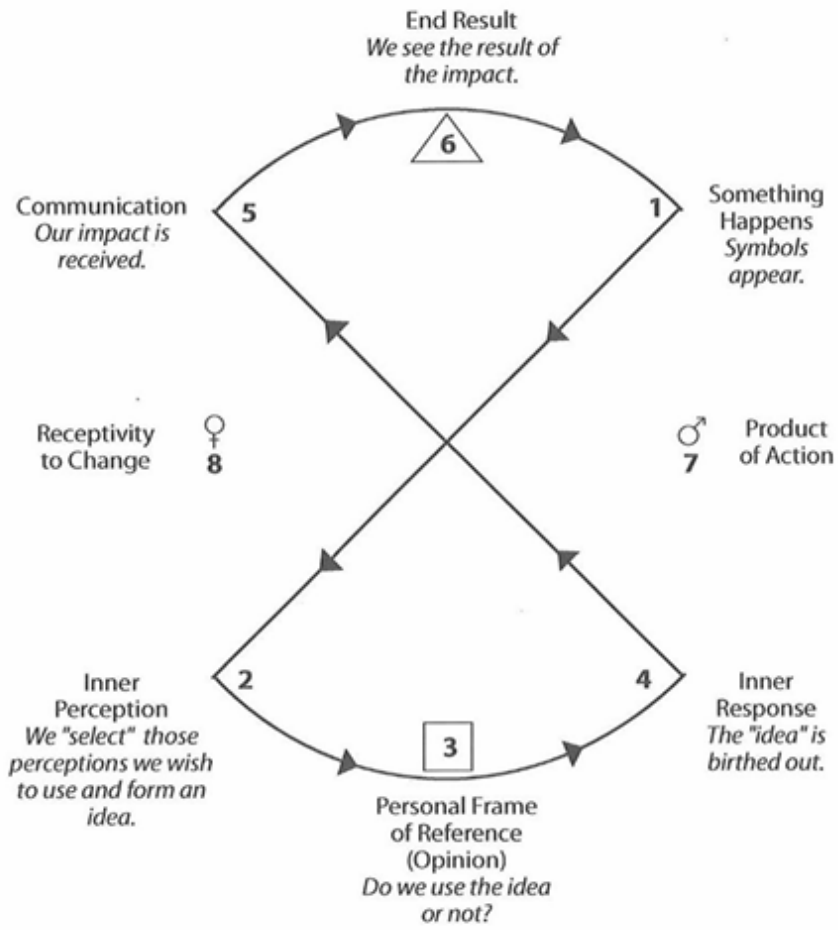 End Result
We see the result of
the impact.
6
Communication
Our impact is
received.
5
1
Something
Happens
Symbols
appear.
Receptivity
to Change
♀
8
♂
7
Product
of Action
Inner
Perception
We "select" those
perceptions we wish
to use and form an
idea.
2
3
4
Inner
Response
The "idea" is
birthed out.
Personal Frame
of Reference
(Opinion)
Do we use the idea
or not?